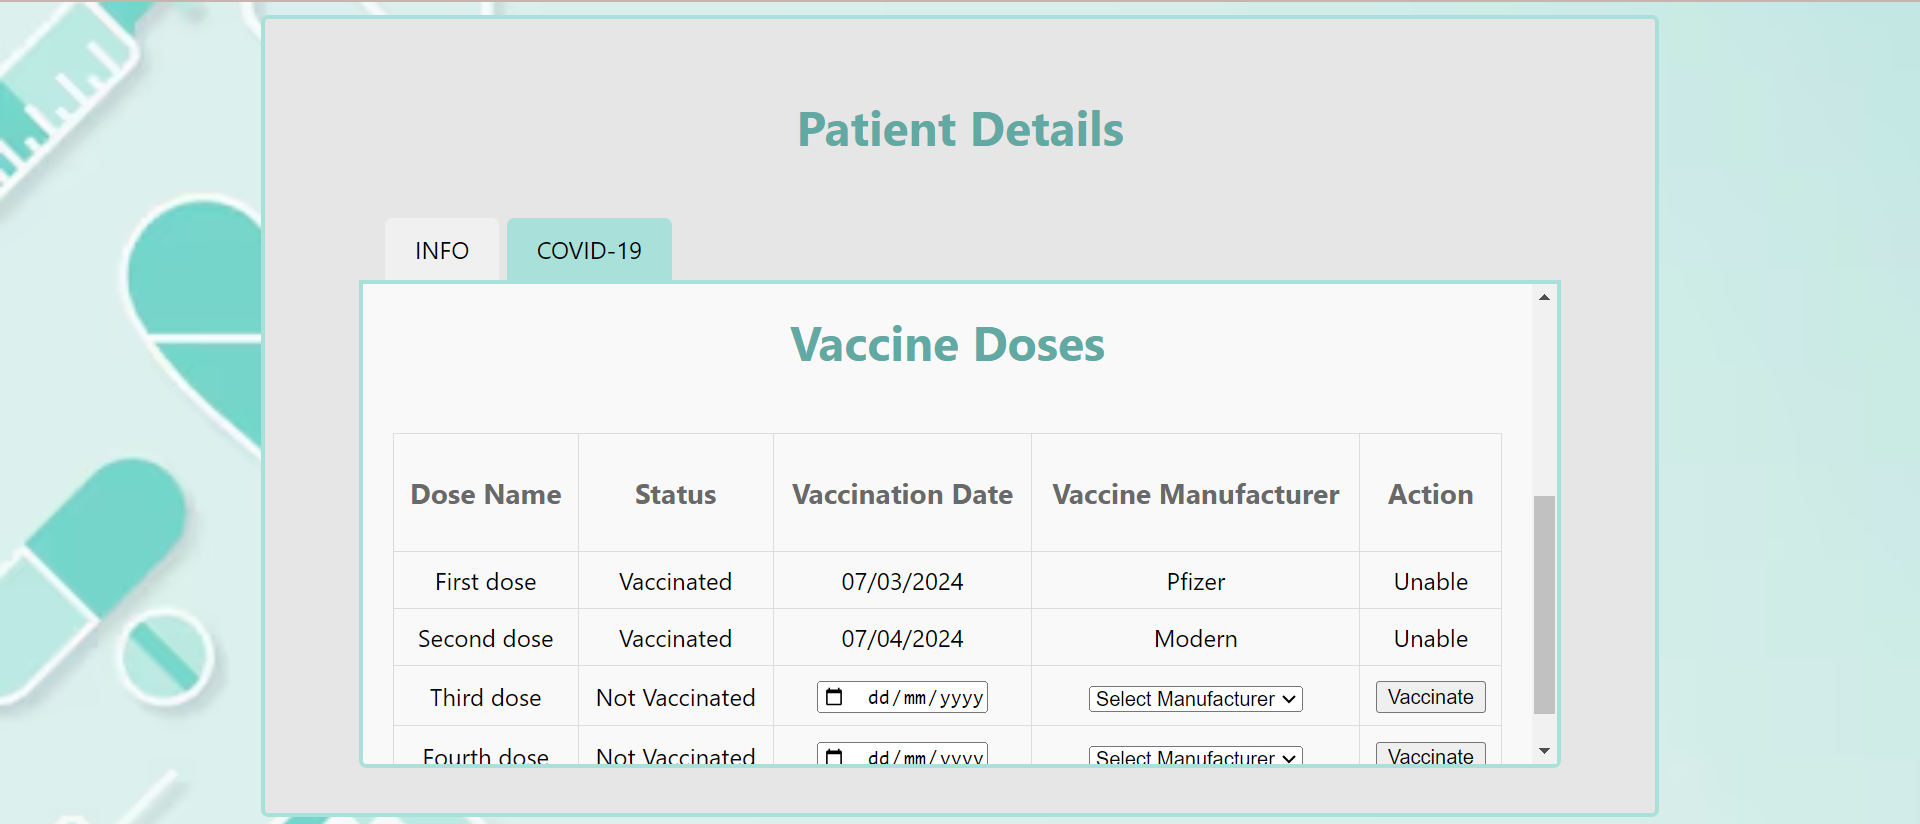 Patient Details
INFO COVID-19
Vaccine Doses
Dose Name Status Vaccination Date Vaccine Manufacturer Action
First dose Vaccinated 07/03/2024 Pfizer Unable
Second dose Vaccinated 07/04/2024 Modern Unable
Third dose Not Vaccinated dd/mm/yyyy Select Manufacturer Vaccinate
Fourth dose Not Vaccinated dd/mm/yyyy Select Manufacturer Vaccinate